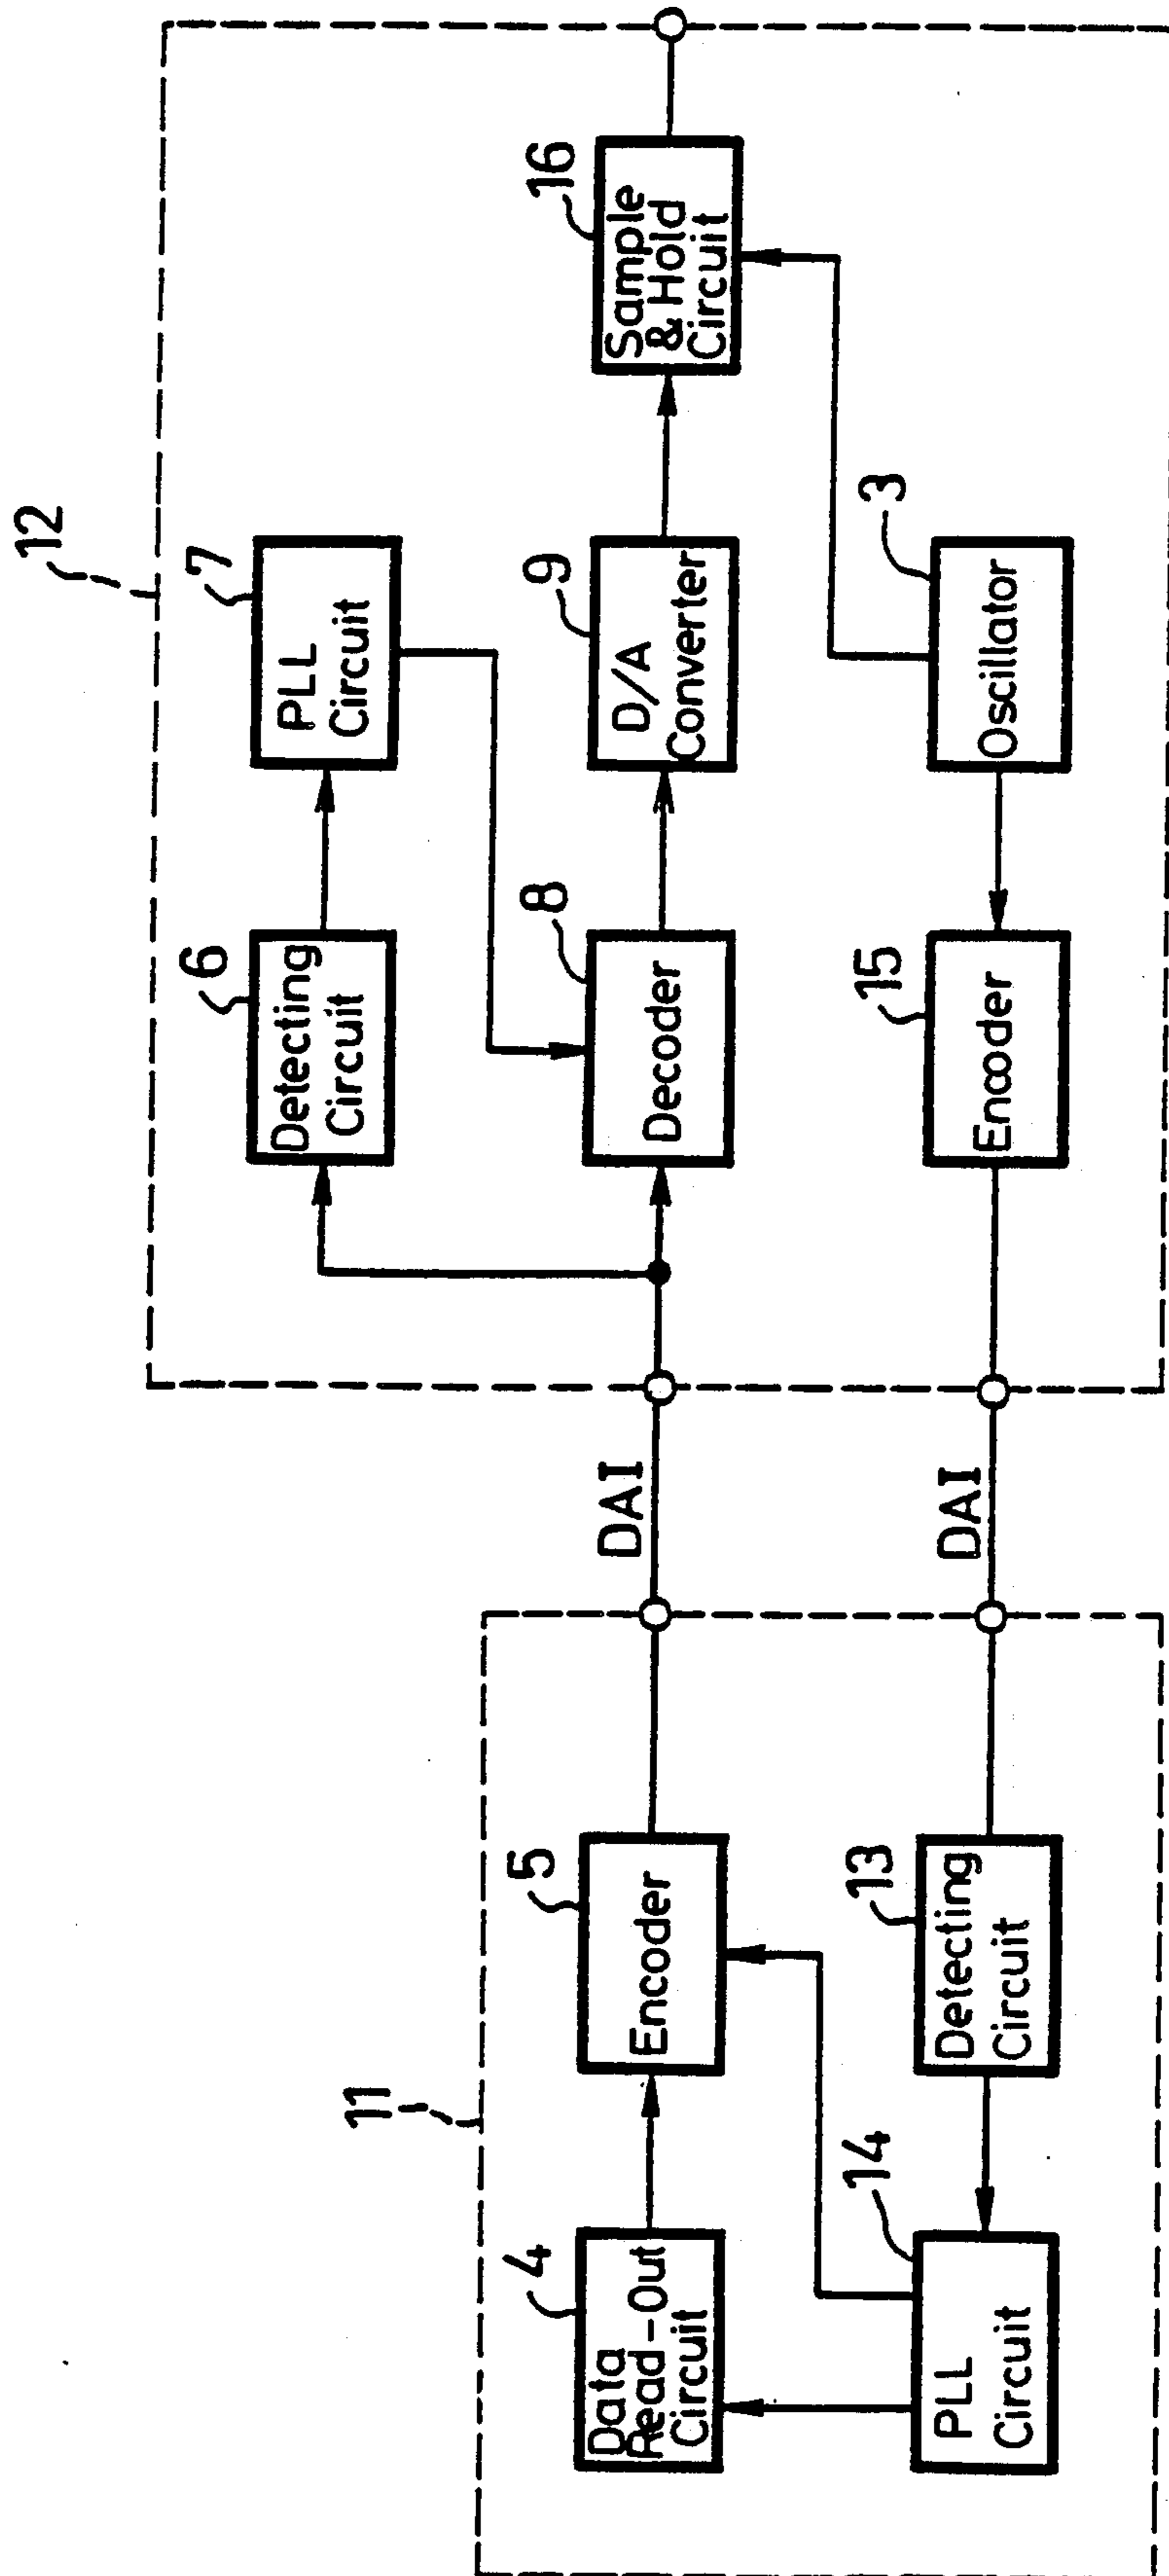 12
6
Detecting
Circuit
7
PLL
Circuit
8
Decoder
9
D/A
Converter
16
Sample
& Hold
Circuit
15
Encoder
3
Oscillator
DAI
DAI
11
4
Data
Read-Out
Circuit
5
Encoder
14
PLL
Circuit
13
Detecting
Circuit